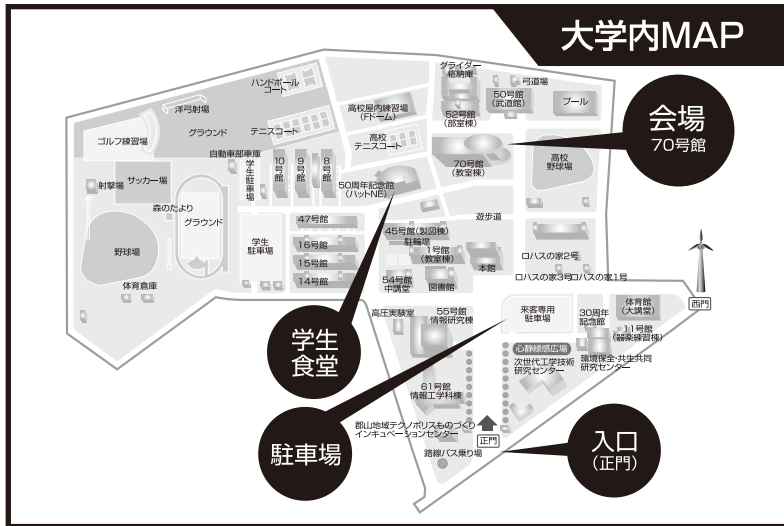 大学内MAP
グライダー
格納庫
弓道場
ハンドボール
コート
50号館
(武道館)
プール
会場
70号館
洋弓射場
高校屋内練習場
(Fドーム)
52号館
(部室棟)
ゴルフ練習場
グラウンド
テニスコート
高校
テニスコート
70号館
(教室棟)
高校
野球場
自動車部車庫
学生駐車場
10号館
9号館
8号館
50周年記念館
(ハットNE)
射撃場
サッカー場
森のたより
グラウンド
47号館
遊歩道
45号館(製図棟)
駐輪場
1号館
(教室棟)
本館
野球場
学生
駐車場
16号館
15号館
14号館
ロハスの家2号
ロハスの家3号
ロハスの家1号
54号館
中講堂
図書館
体育倉庫
西門
学生
食堂
高圧実験室
55号館
情報研究棟
来客専用
駐車場
30周年
記念館
体育館
(大講堂)
11号館
(器楽練習棟)
心静緑感広場
次世代工学技術
研究センター
環境保全・共生共同
研究センター
61号館
情報工学科棟
駐車場
郡山地域テクノポリスものづくり
インキュベーションセンター
正門
路線バス乗り場
入口
(正門)